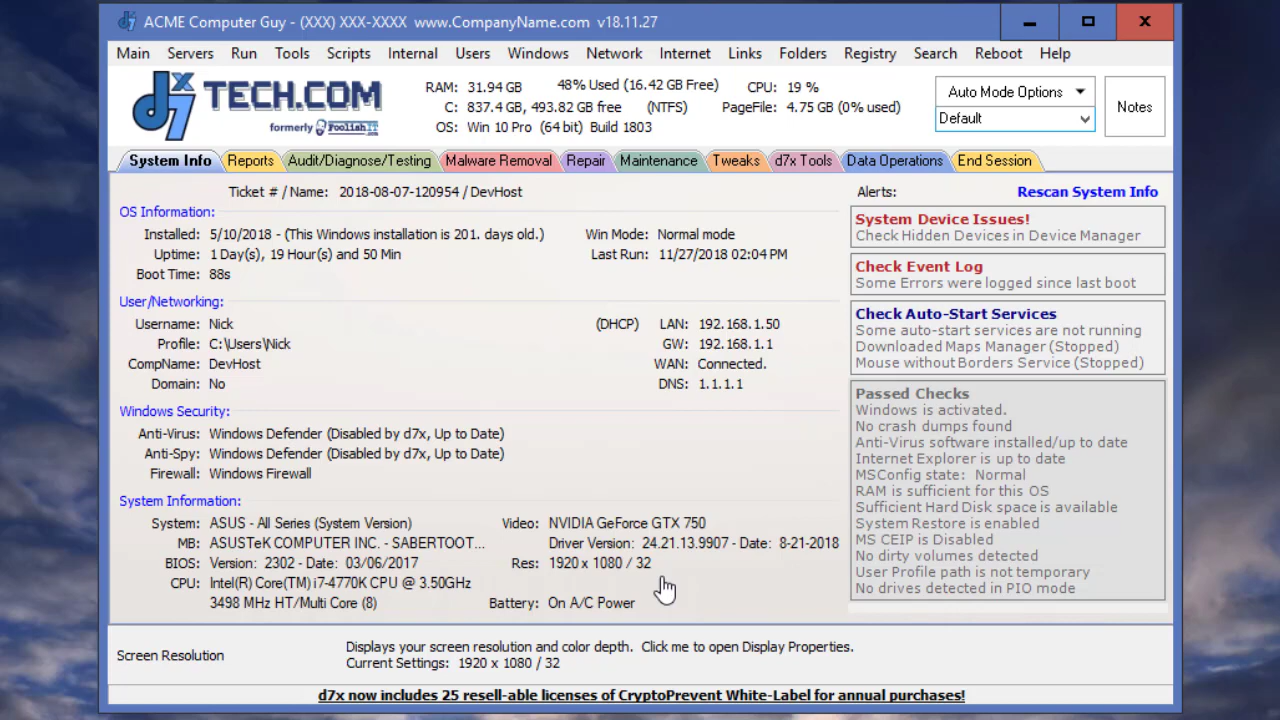 ACME Computer Guy - (XXX) XXX-XXXX www.CompanyName.com v18.11.27
Main Servers Run Tools Scripts Internal Users Windows Network Internet Links Folders Registry Search Reboot Help
d7x TECH.COM
formerly FoolishIT.com
RAM: 31.94 GB 48% Used (16.42 GB Free) CPU: 19 %
C: 837.4 GB, 493.82 GB free (NTFS) PageFile: 4.75 GB (0% used)
OS: Win 10 Pro (64 bit) Build 1803
Auto Mode Options
Default
Notes
System Info Reports Audit/Diagnose/Testing Malware Removal Repair Maintenance Tweaks d7x Tools Data Operations End Session
Ticket # / Name: 2018-08-07-120954 / DevHost
OS Information:
Installed: 5/10/2018 - (This Windows installation is 201. days old.) Win Mode: Normal mode
Uptime: 1 Day(s), 19 Hour(s) and 50 Min Last Run: 11/27/2018 02:04 PM
Boot Time: 88s
User/Networking:
Username: Nick (DHCP) LAN: 192.168.1.50
Profile: C:\Users\Nick GW: 192.168.1.1
CompName: DevHost WAN: Connected.
Domain: No DNS: 1.1.1.1
Windows Security:
Anti-Virus: Windows Defender (Disabled by d7x, Up to Date)
Anti-Spy: Windows Defender (Disabled by d7x, Up to Date)
Firewall: Windows Firewall
System Information:
System: ASUS - All Series (System Version) Video: NVIDIA GeForce GTX 750
MB: ASUSTeK COMPUTER INC. - SABERTOOT... Driver Version: 24.21.13.9907 - Date: 8-21-2018
BIOS: Version: 2302 - Date: 03/06/2017 Res: 1920 x 1080 / 32
CPU: Intel(R) Core(TM) i7-4770K CPU @ 3.50GHz
3498 MHz HT/Multi Core (8) Battery: On A/C Power
Alerts: Rescan System Info
System Device Issues!
Check Hidden Devices in Device Manager
Check Event Log
Some Errors were logged since last boot
Check Auto-Start Services
Some auto-start services are not running
Downloaded Maps Manager (Stopped)
Mouse without Borders Service (Stopped)
Passed Checks
Windows is activated.
No crash dumps found
Anti-Virus software installed/up to date
Internet Explorer is up to date
MSConfig state: Normal
RAM is sufficient for this OS
Sufficient Hard Disk space is available
System Restore is enabled
MS CEIP is Disabled
No dirty volumes detected
User Profile path is not temporary
No drives detected in PIO mode
Screen Resolution
Displays your screen resolution and color depth. Click me to open Display Properties.
Current Settings: 1920 x 1080 / 32
d7x now includes 25 resell-able licenses of CryptoPrevent White-Label for annual purchases!